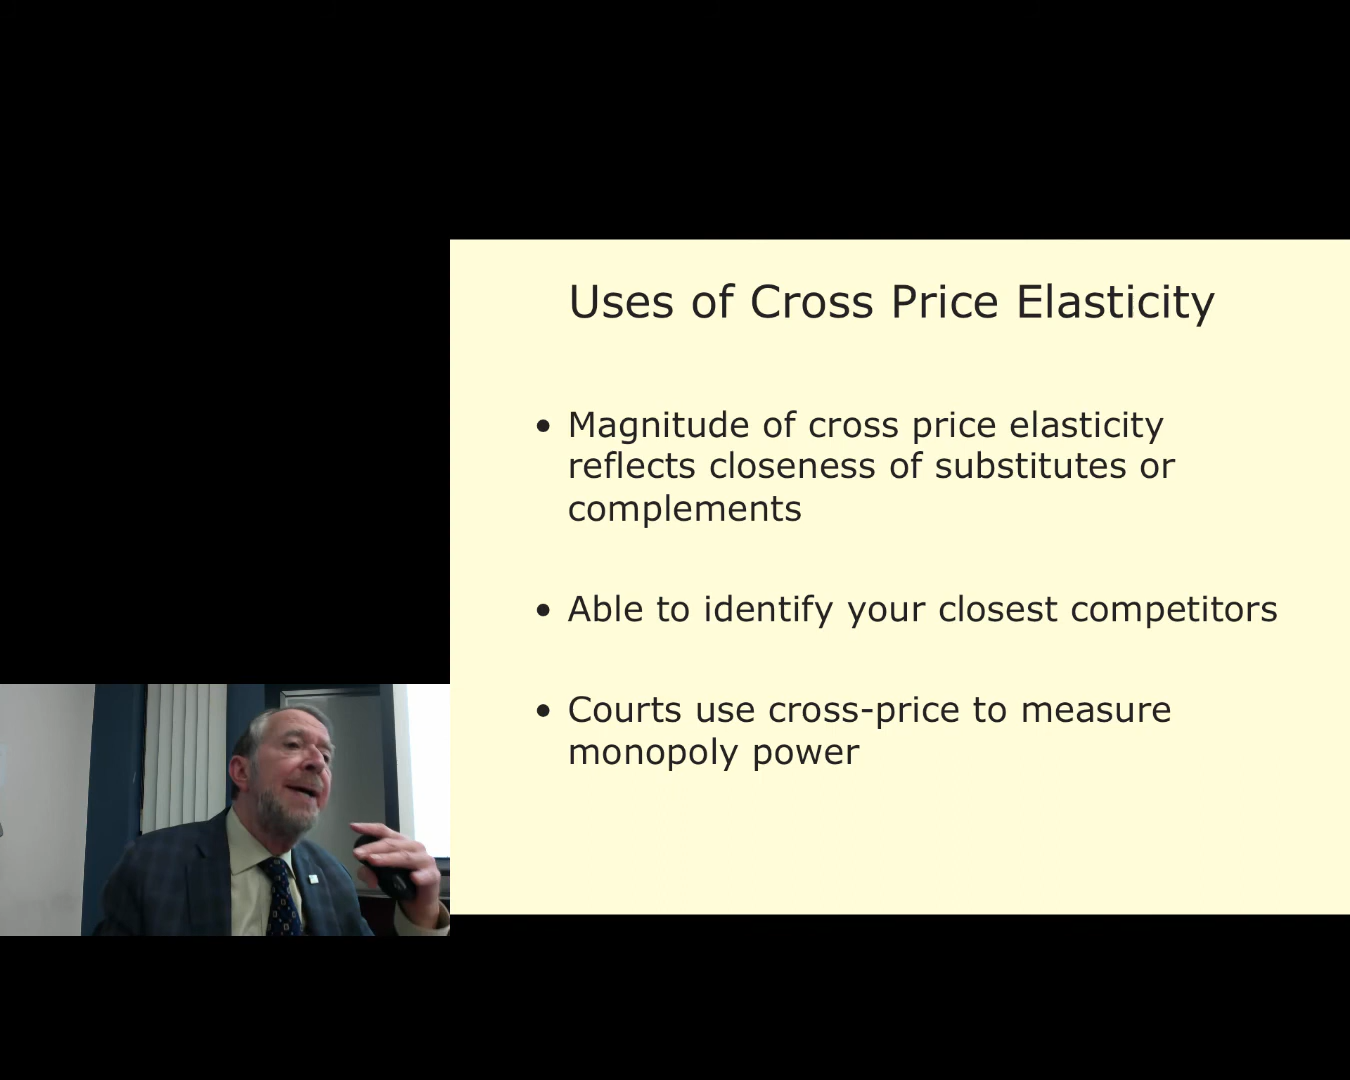 Uses of Cross Price Elasticity
• Magnitude of cross price elasticity
reflects closeness of substitutes or
complements
• Able to identify your closest competitors
• Courts use cross-price to measure
monopoly power